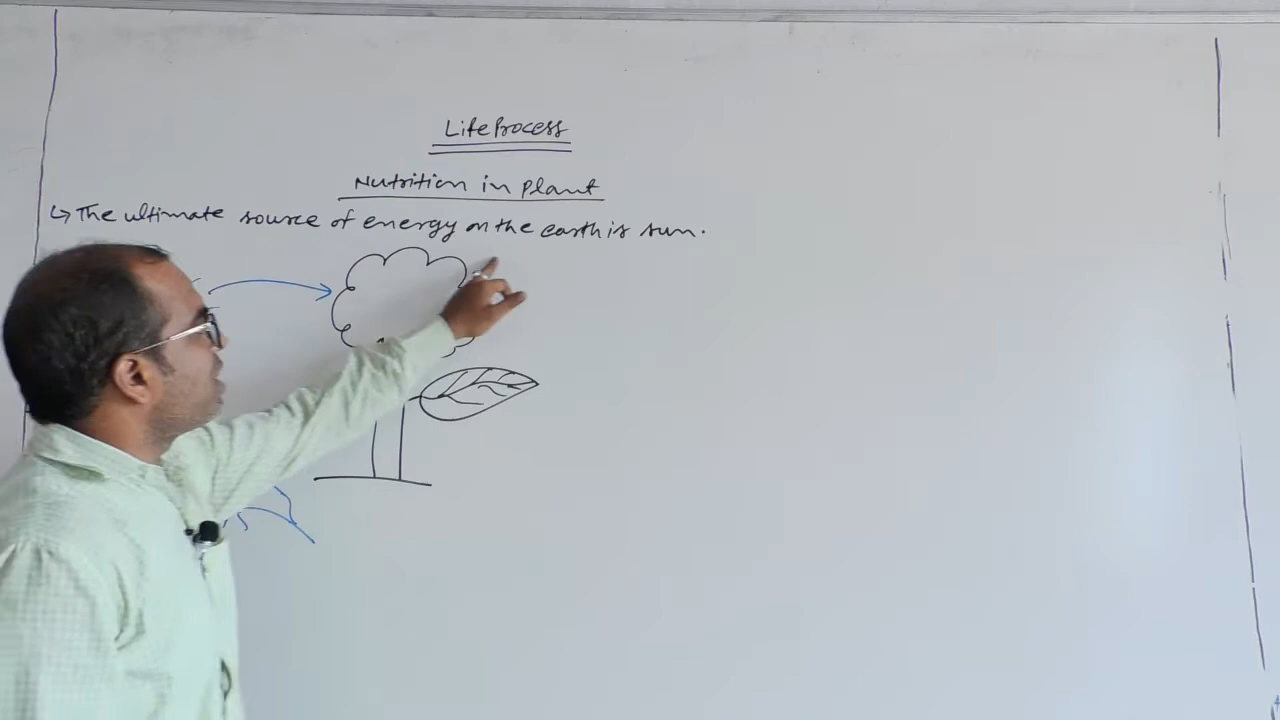 Life Process
Nutrition in plant
↳ The ultimate source of energy on the earth is sun.